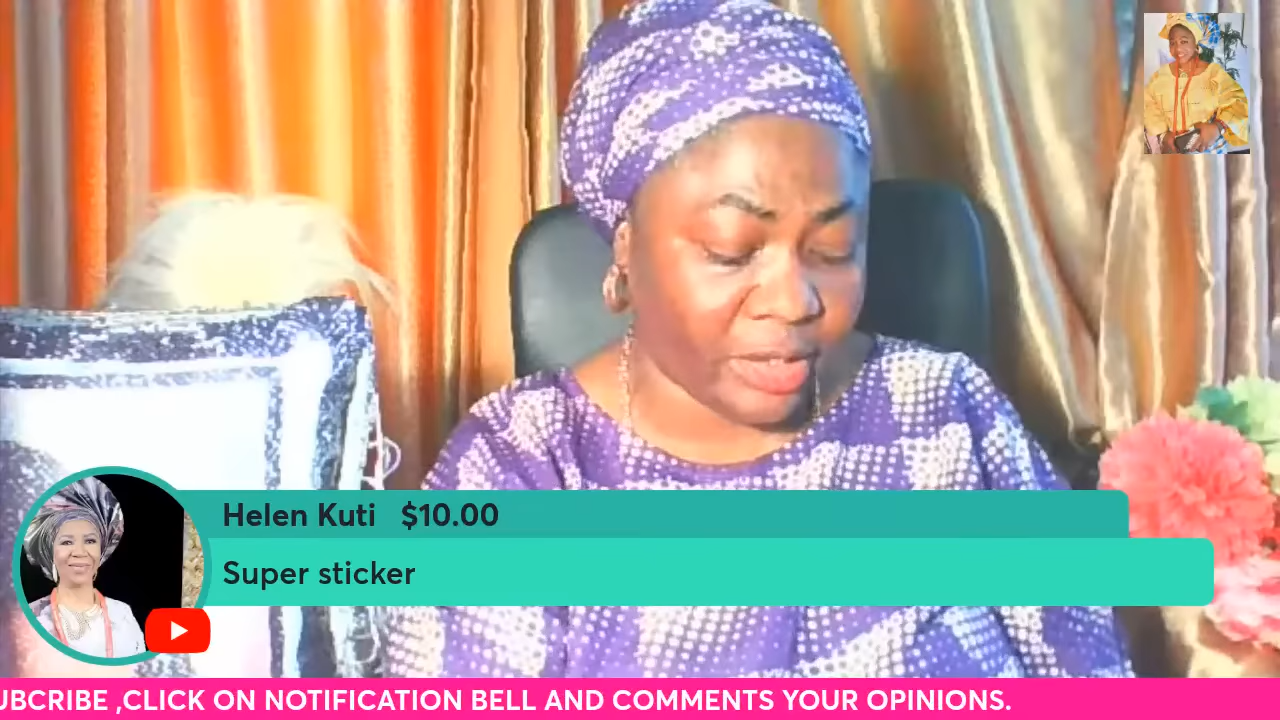 Helen Kuti $10.00
Super sticker
UBCRIBE ,CLICK ON NOTIFICATION BELL AND COMMENTS YOUR OPINIONS.